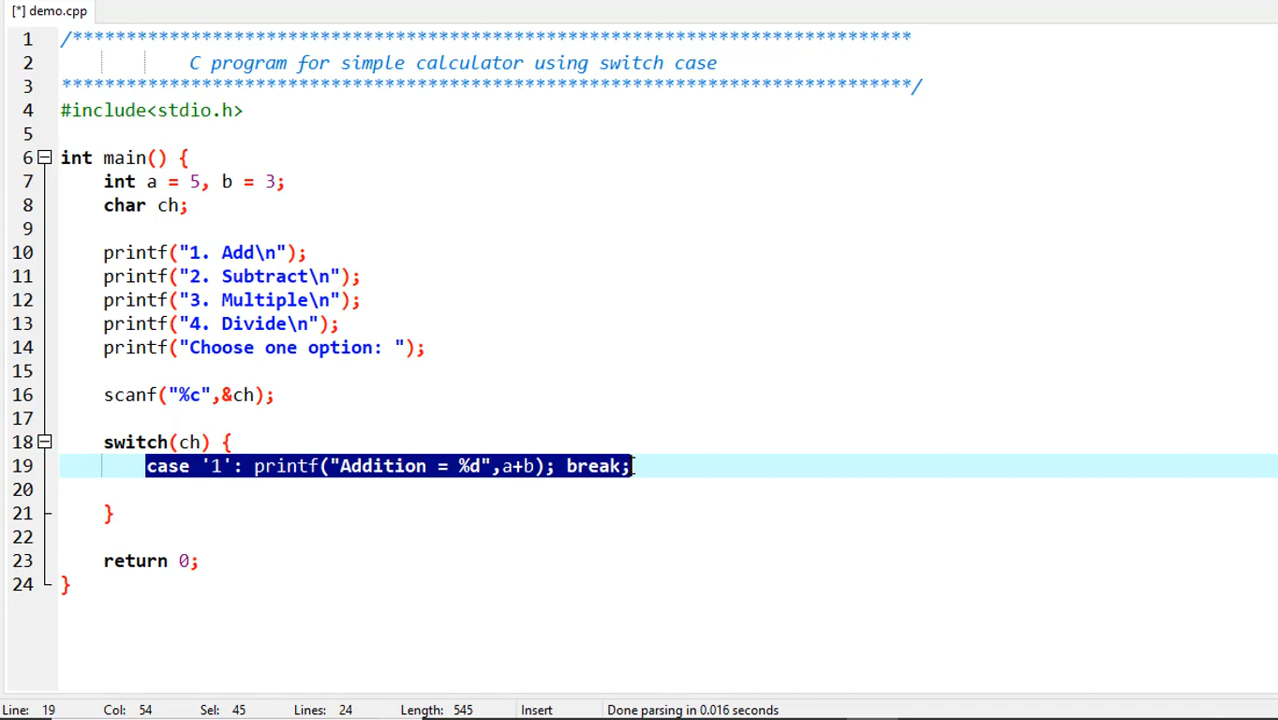 [*] demo.cpp
1 /******************************************************************************
2 C program for simple calculator using switch case
3 *******************************************************************************/
4 #include<stdio.h>
5
6 int main() {
7 int a = 5, b = 3;
8 char ch;
9
10 printf("1. Add\n");
11 printf("2. Subtract\n");
12 printf("3. Multiple\n");
13 printf("4. Divide\n");
14 printf("Choose one option: ");
15
16 scanf("%c",&ch);
17
18 switch(ch) {
19 case '1': printf("Addition = %d",a+b); break;
20
21 }
22
23 return 0;
24 }
Line: 19 Col: 54 Sel: 45 Lines: 24 Length: 545 Insert Done parsing in 0.016 seconds